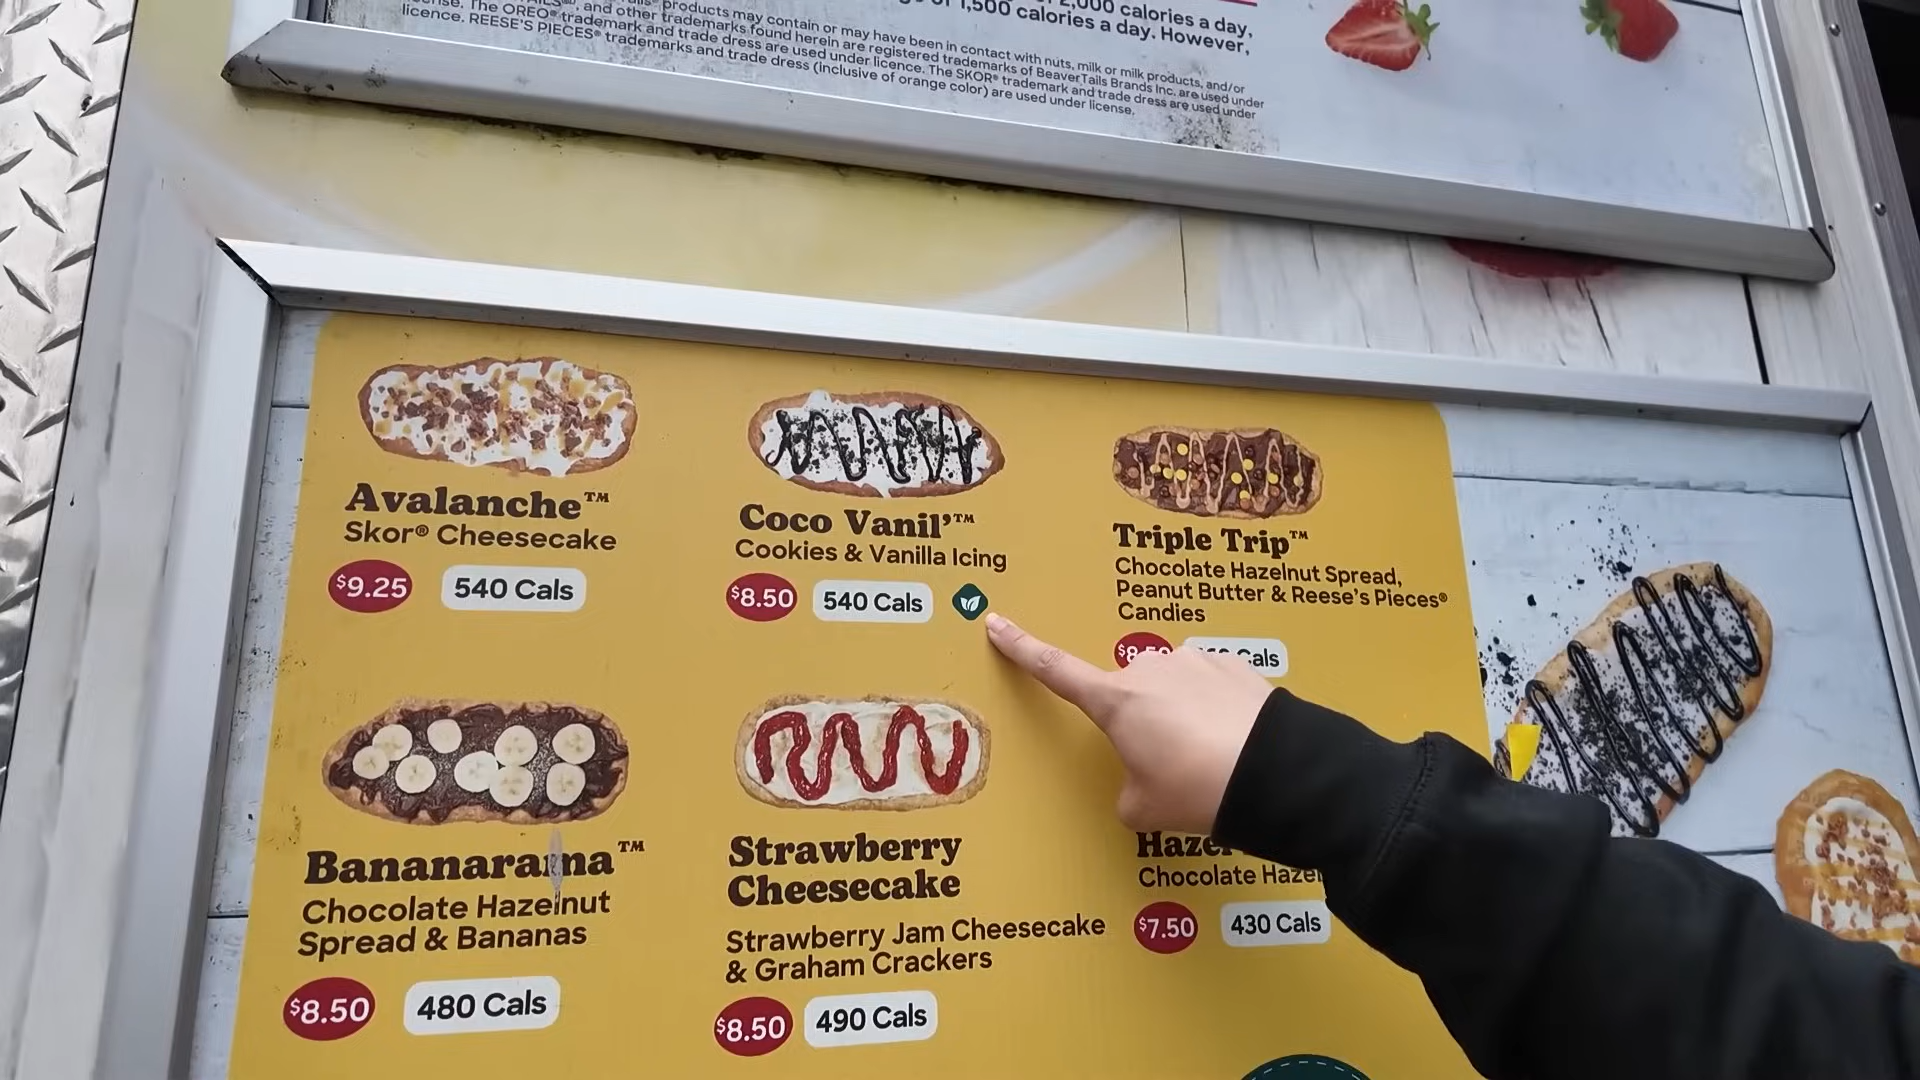 2,000 calories a day,
of 1,500 calories a day. However,
products may contain or may have been in contact with nuts, milk or milk products, and/or
and other trademarks found herein are registered trademarks of BeaverTails Brands Inc. are used under
license. The OREO® trademark and trade dress are used under licence. The SKOR® trademark and trade dress are used under
licence. REESE'S PIECES® trademarks and trade dress (inclusive of orange color) are used under license.
Avalanche™
Skor® Cheesecake
$9.25 540 Cals
Coco Vanil'™
Cookies & Vanilla Icing
$8.50 540 Cals
Triple Trip™
Chocolate Hazelnut Spread,
Peanut Butter & Reese's Pieces®
Candies
Cals
Bananarama™
Chocolate Hazelnut
Spread & Bananas
$8.50 480 Cals
Strawberry
Cheesecake
Strawberry Jam Cheesecake
& Graham Crackers
$8.50 490 Cals
Chocolate
$7.50 430 Cals